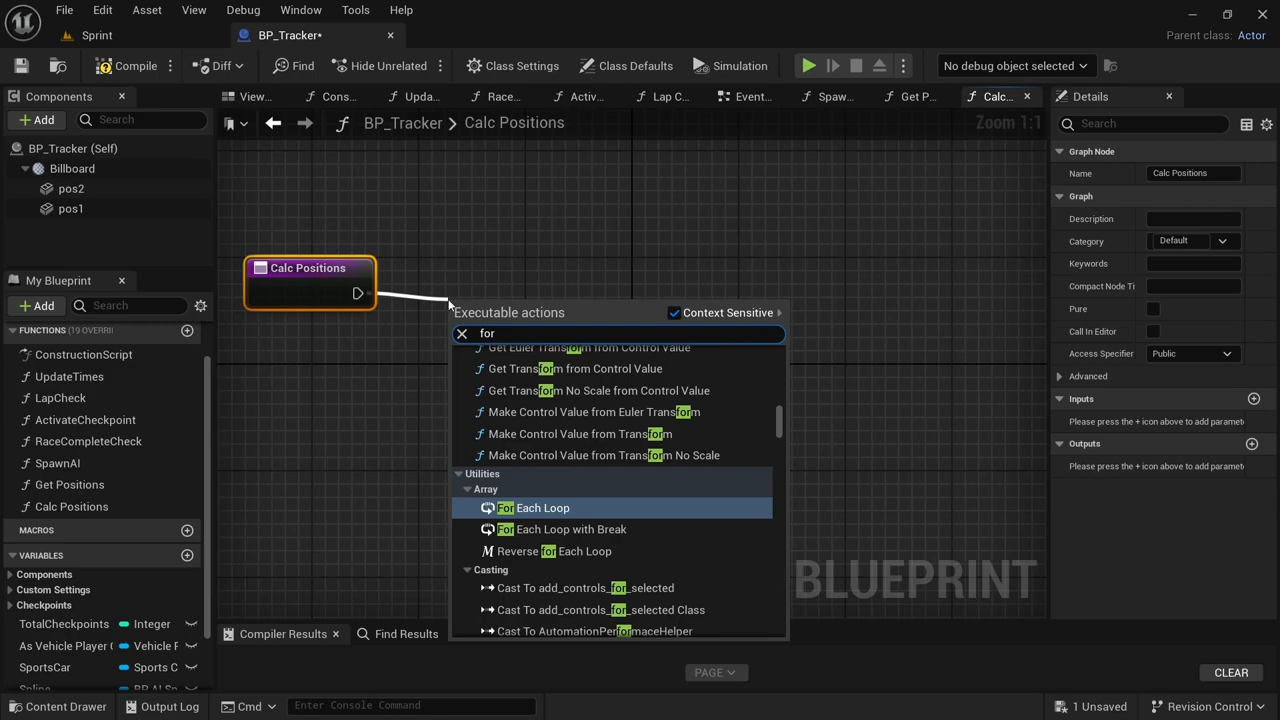 File Edit Asset View Debug Window Tools Help
Sprint
BP_Tracker*
Parent class: Actor
Compile
Diff
Find
Hide Unrelated
Class Settings
Class Defaults
Simulation
No debug object selected
Components
View...
Cons...
Upda...
Race...
Activ...
Lap C...
Event...
Spaw...
Get P...
Calc...
Details
+ Add
Search
BP_Tracker > Calc Positions
Zoom 1:1
Search
BP_Tracker (Self)
Billboard
pos2
pos1
Graph Node
Name Calc Positions
Graph
Description
Category Default
Keywords
Compact Node Ti
Pure
Call In Editor
Access Specifier Public
Advanced
Inputs
Please press the + icon above to add paramet
Outputs
Please press the + icon above to add paramet
My Blueprint
+ Add
Search
FUNCTIONS (19 OVERRI
ConstructionScript
UpdateTimes
LapCheck
ActivateCheckpoint
RaceCompleteCheck
SpawnAI
Get Positions
Calc Positions
MACROS
VARIABLES
Components
Custom Settings
Checkpoints
TotalCheckpoints Integer
As Vehicle Player C Vehicle F
SportsCar Sports C
Calc Positions
Executable actions
Context Sensitive
for
Get Euler Transform from Control Value
Get Transform from Control Value
Get Transform No Scale from Control Value
Make Control Value from Euler Transform
Make Control Value from Transform
Make Control Value from Transform No Scale
Utilities
Array
For Each Loop
For Each Loop with Break
Reverse for Each Loop
Casting
Cast To add_controls_for_selected
Cast To add_controls_for_selected Class
Cast To AutomationPerformaceHelper
BLUEPRINT
Compiler Results
Find Results
PAGE
CLEAR
Content Drawer
Output Log
Cmd
Enter Console Command
1 Unsaved
Revision Control